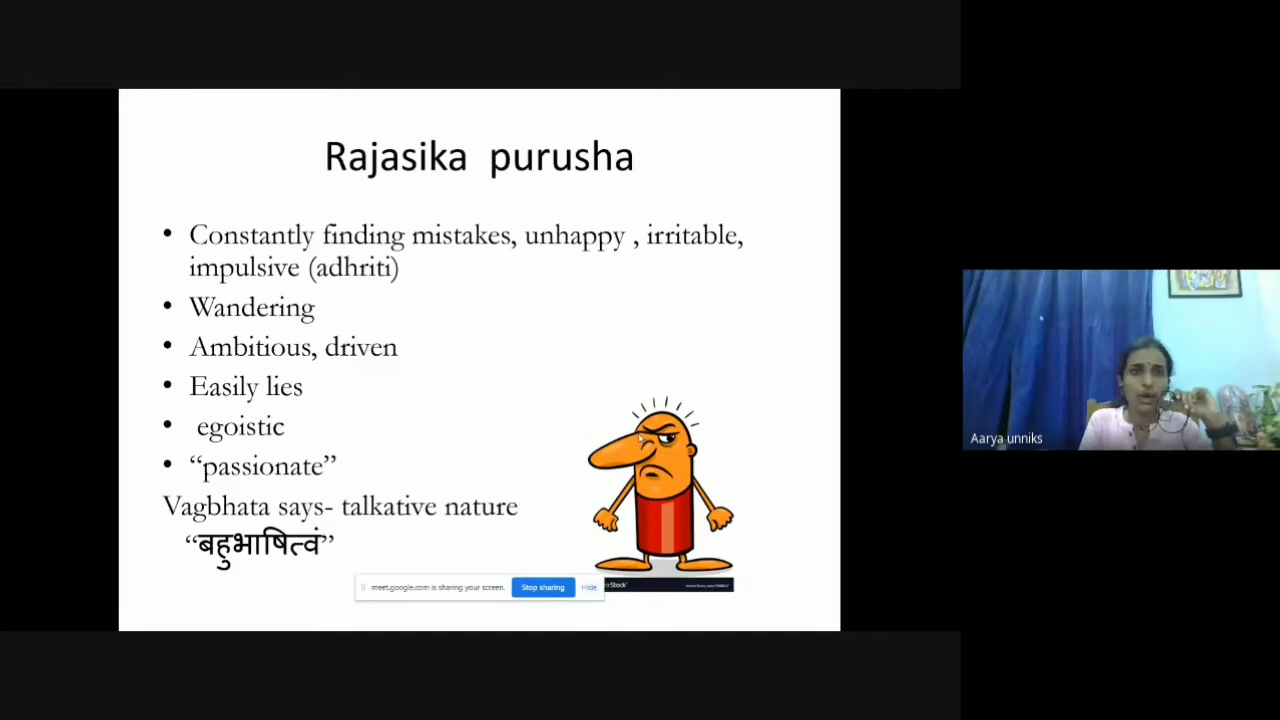 Rajasika purusha
• Constantly finding mistakes, unhappy , irritable,
impulsive (adhriti)
• Wandering
• Ambitious, driven
• Easily lies
• egoistic
• “passionate”
Vagbhata says- talkative nature
“बहुभाषित्वं”
meet.google.com is sharing your screen.
Stop sharing
Hide
Aarya unniks